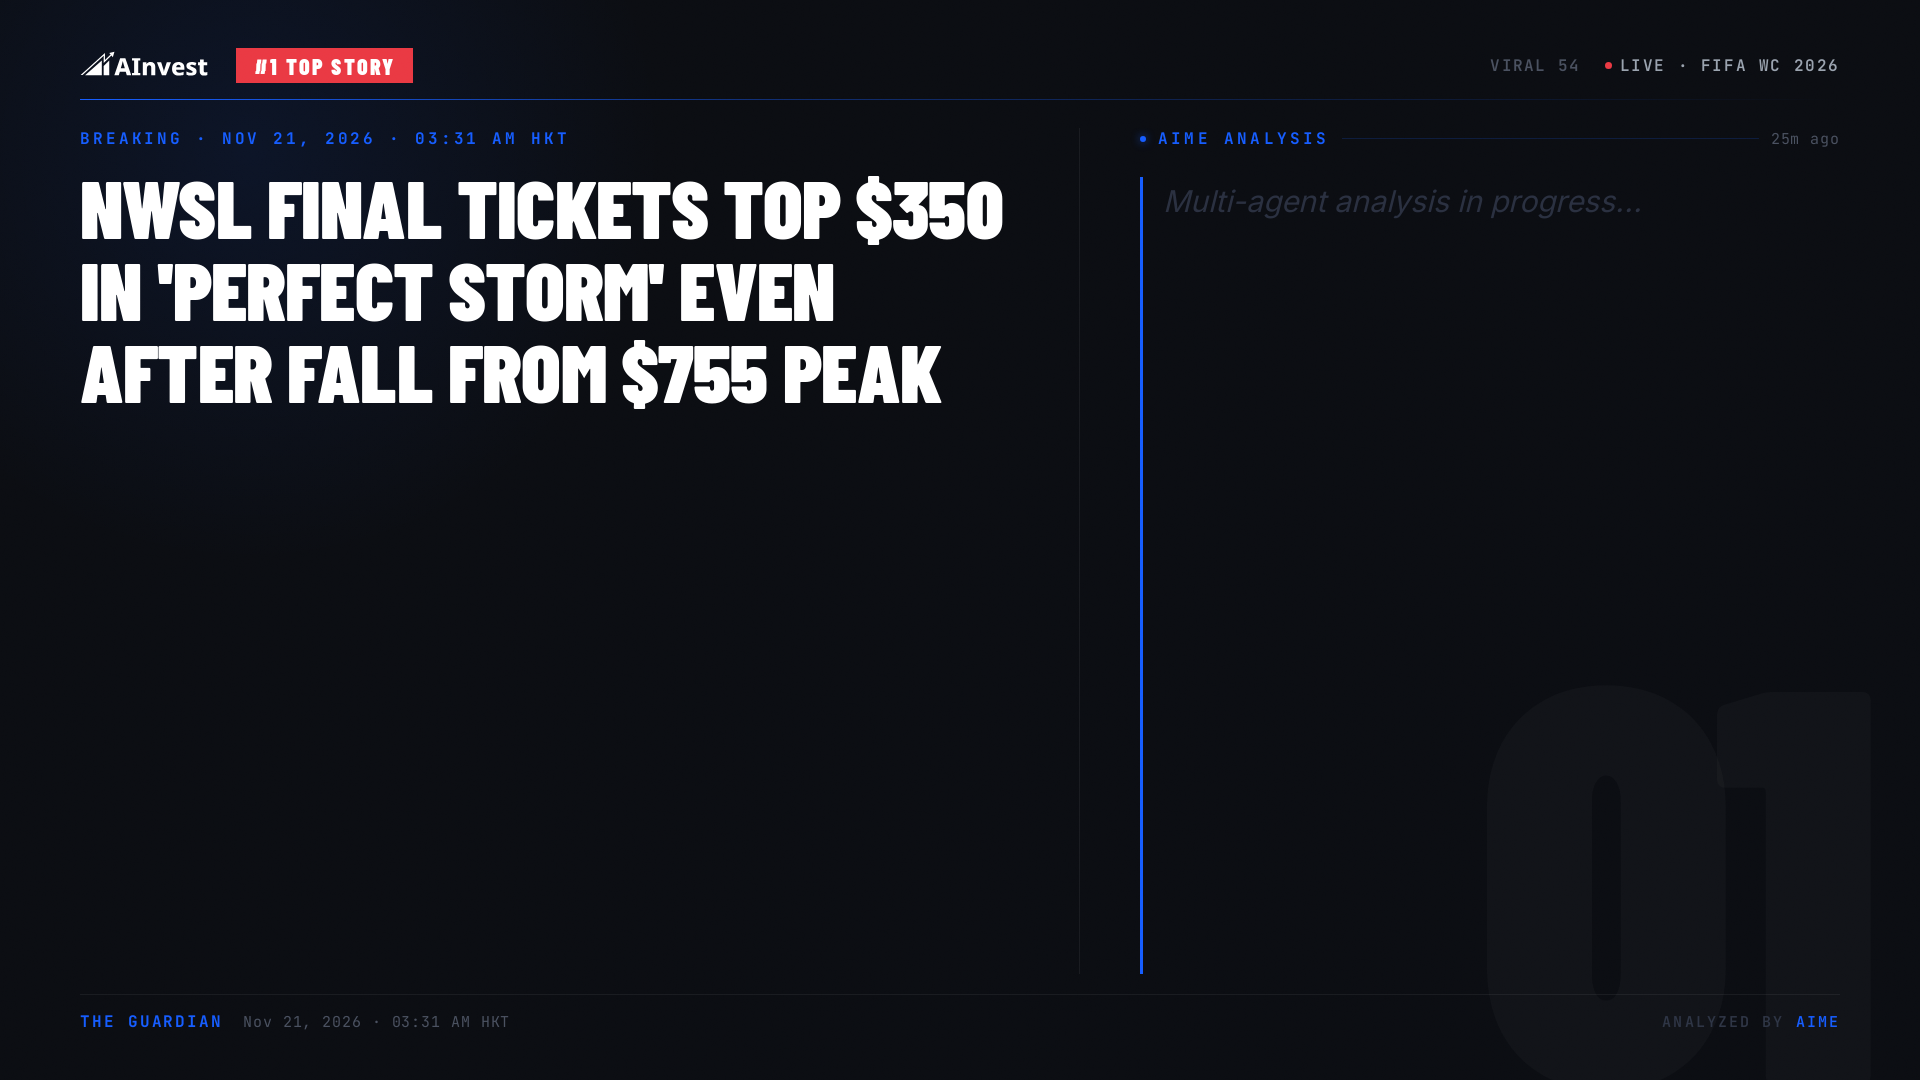 AInvest
#1 TOP STORY
VIRAL 54
LIVE · FIFA WC 2026
BREAKING · NOV 21, 2026 · 03:31 AM HKT
NWSL FINAL TICKETS TOP $350
IN 'PERFECT STORM' EVEN
AFTER FALL FROM $755 PEAK
AIME ANALYSIS
25m ago
Multi-agent analysis in progress...
01
THE GUARDIAN
Nov 21, 2026 · 03:31 AM HKT
ANALYZED BY AIME